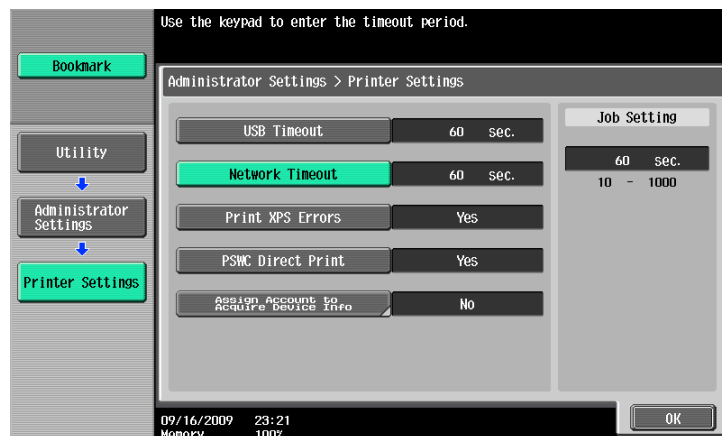 Use the keypad to enter the timeout period.
Bookmark
Administrator Settings > Printer Settings
Utility
Administrator
Settings
Printer Settings
USB Timeout 60 sec.
Network Timeout 60 sec.
Print XPS Errors Yes
PSWC Direct Print Yes
Assign Account to
Acquire Device Info No
Job Setting
60 sec.
10 - 1000
09/16/2009 23:21
Memory 100%
OK